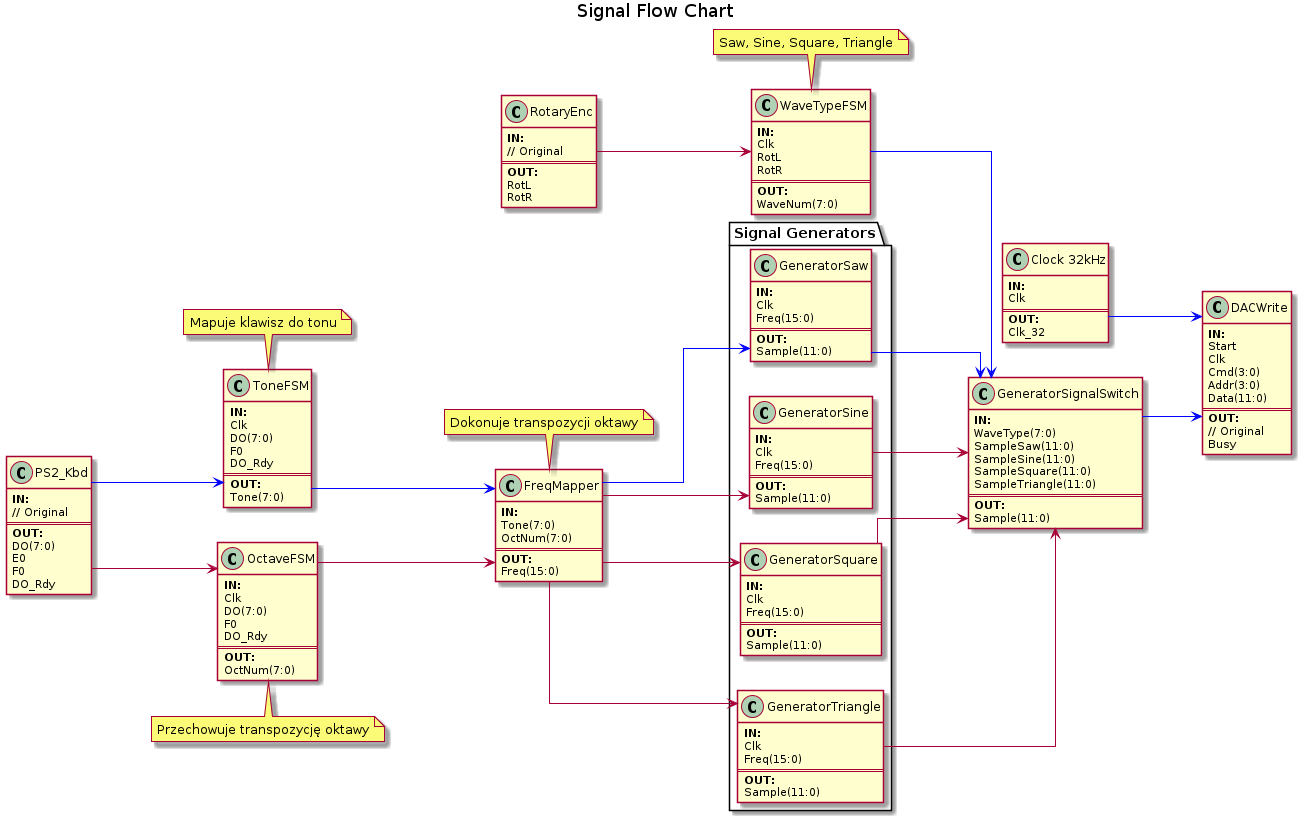 Signal Flow Chart
Saw, Sine, Square, Triangle
C RotaryEnc
IN:
// Original
OUT:
RotL
RotR
C WaveTypeFSM
IN:
Clk
RotL
RotR
OUT:
WaveNum(7:0)
Signal Generators
C GeneratorSaw
IN:
Clk
Freq(15:0)
OUT:
Sample(11:0)
C Clock 32kHz
IN:
Clk
OUT:
Clk_32
C DACWrite
IN:
Start
Clk
Cmd(3:0)
Addr(3:0)
Data(11:0)
OUT:
// Original
Busy
Mapuje klawisz do tonu
C ToneFSM
IN:
Clk
DO(7:0)
F0
DO_Rdy
OUT:
Tone(7:0)
C GeneratorSignalSwitch
IN:
WaveType(7:0)
SampleSaw(11:0)
SampleSine(11:0)
SampleSquare(11:0)
SampleTriangle(11:0)
OUT:
Sample(11:0)
Dokonuje transpozycji oktawy
C GeneratorSine
IN:
Clk
Freq(15:0)
OUT:
Sample(11:0)
C PS2_Kbd
IN:
// Original
OUT:
DO(7:0)
E0
F0
DO_Rdy
C FreqMapper
IN:
Tone(7:0)
OctNum(7:0)
OUT:
Freq(15:0)
C OctaveFSM
IN:
Clk
DO(7:0)
F0
DO_Rdy
OUT:
OctNum(7:0)
C GeneratorSquare
IN:
Clk
Freq(15:0)
OUT:
Sample(11:0)
Przechowuje transpozycję oktawy
C GeneratorTriangle
IN:
Clk
Freq(15:0)
OUT:
Sample(11:0)